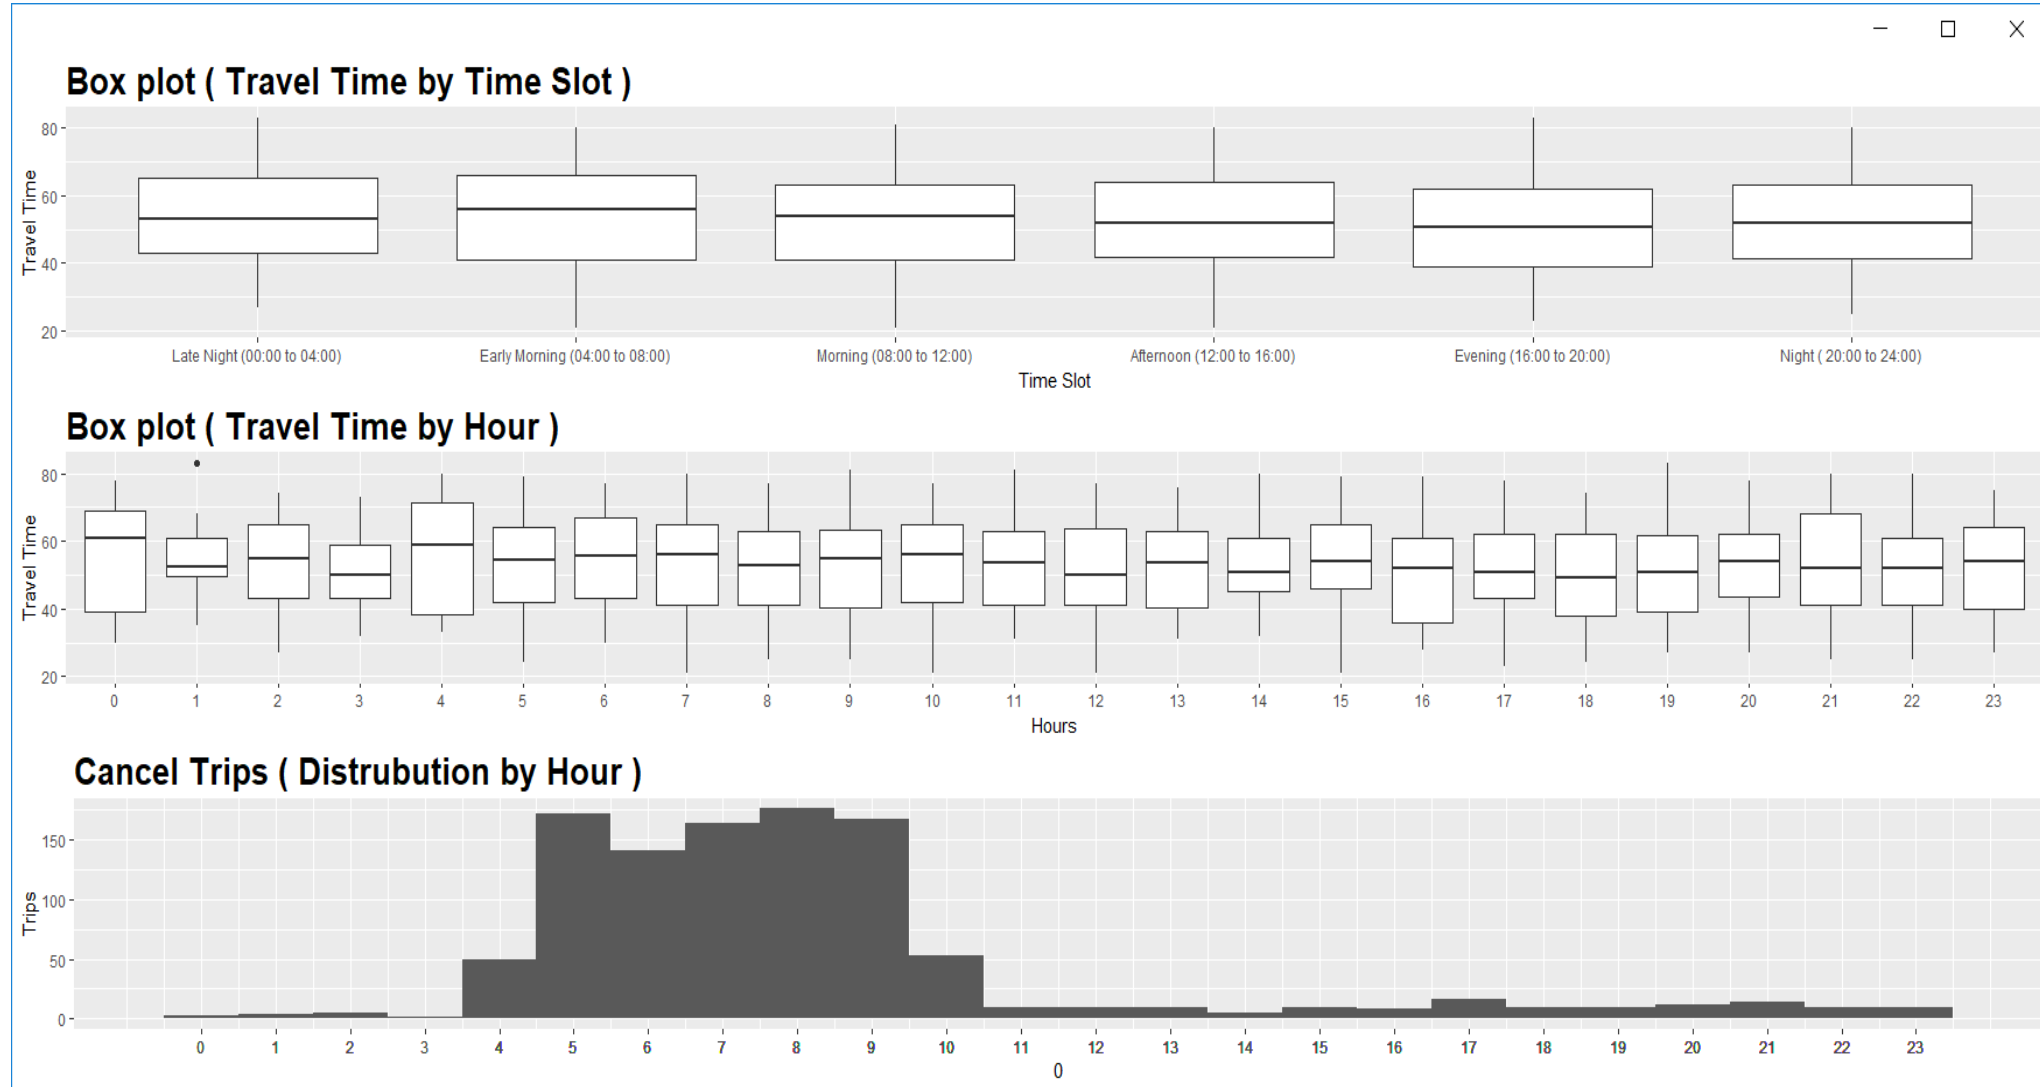 Box plot ( Travel Time by Time Slot )
Travel Time
80
60
40
20
Late Night (00:00 to 04:00) Early Morning (04:00 to 08:00) Morning (08:00 to 12:00) Afternoon (12:00 to 16:00) Evening (16:00 to 20:00) Night ( 20:00 to 24:00)
Time Slot
Box plot ( Travel Time by Hour )
Travel Time
80
60
40
20
0 1 2 3 4 5 6 7 8 9 10 11 12 13 14 15 16 17 18 19 20 21 22 23
Hours
Cancel Trips ( Distrubution by Hour )
Trips
150
100
50
0
0 1 2 3 4 5 6 7 8 9 10 11 12 13 14 15 16 17 18 19 20 21 22 23
0